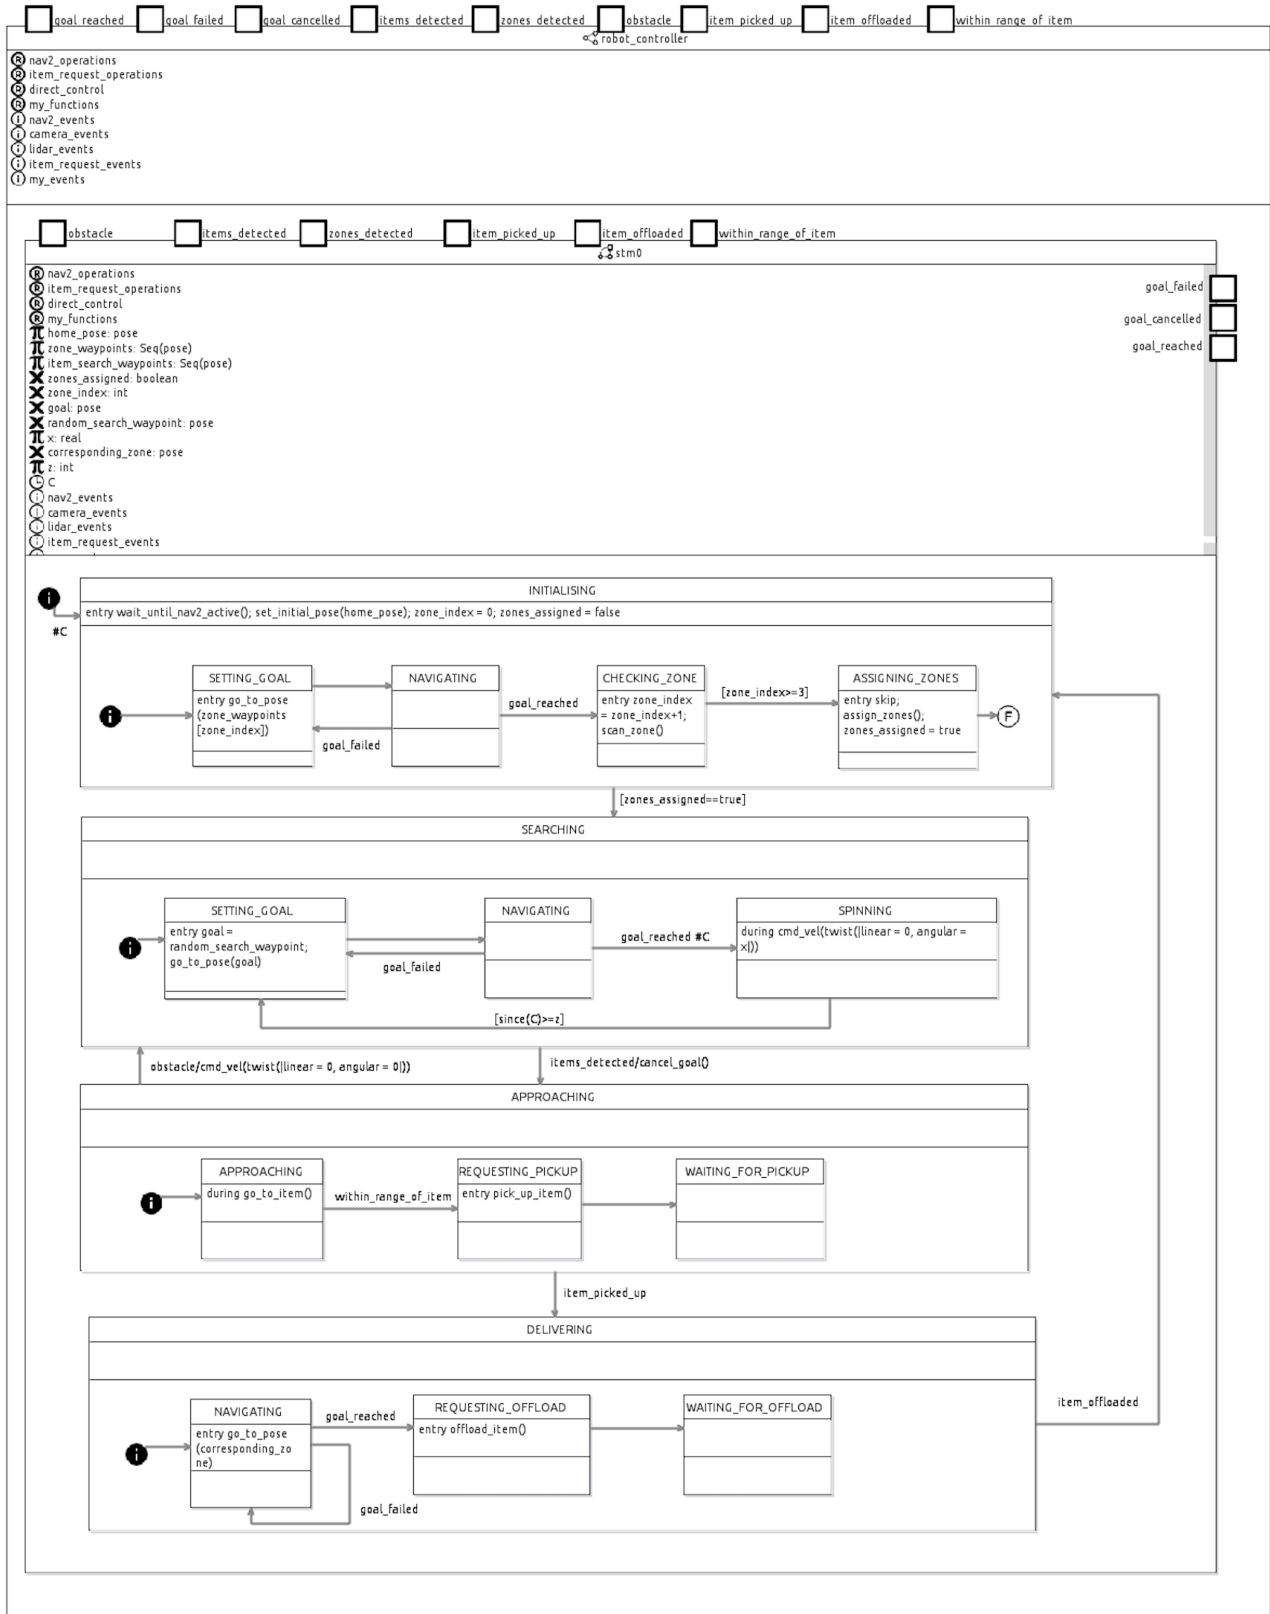 goal_reached
goal_failed
goal_cancelled
items_detected
zones_detected
obstacle
item_picked_up
item_offloaded
within_range_of_item
robot_controller
R nav2_operations
R item_request_operations
R direct_control
R my_functions
i nav2_events
i camera_events
i lidar_events
i item_request_events
i my_events
obstacle
items_detected
zones_detected
item_picked_up
item_offloaded
within_range_of_item
stm0
R nav2_operations
R item_request_operations
R direct_control
R my_functions
π home_pose: pose
π zone_waypoints: Seq(pose)
π item_search_waypoints: Seq(pose)
X zones_assigned: boolean
X zone_index: int
X goal: pose
X random_search_waypoint: pose
π x: real
X corresponding_zone: pose
π z: int
C
i nav2_events
i camera_events
i lidar_events
i item_request_events
goal_failed
goal_cancelled
goal_reached
i
#C
INITIALISING
entry wait_until_nav2_active(); set_initial_pose(home_pose); zone_index = 0; zones_assigned = false
i
SETTING_GOAL
entry go_to_pose
(zone_waypoints
[zone_index])
NAVIGATING
goal_failed
goal_reached
CHECKING_ZONE
entry zone_index
= zone_index+1;
scan_zone()
[zone_index>=3]
ASSIGNING_ZONES
entry skip;
assign_zones();
zones_assigned = true
F
[zones_assigned==true]
SEARCHING
i
SETTING_GOAL
entry goal =
random_search_waypoint;
go_to_pose(goal)
NAVIGATING
goal_failed
goal_reached #C
SPINNING
during cmd_vel(twist(|linear = 0, angular =
x|))
[since(C)>=z]
obstacle/cmd_vel(twist(|linear = 0, angular = 0|))
items_detected/cancel_goal()
APPROACHING
i
APPROACHING
during go_to_item()
within_range_of_item
REQUESTING_PICKUP
entry pick_up_item()
WAITING_FOR_PICKUP
item_picked_up
DELIVERING
i
NAVIGATING
entry go_to_pose
(corresponding_zo
ne)
goal_reached
goal_failed
REQUESTING_OFFLOAD
entry offload_item()
WAITING_FOR_OFFLOAD
item_offloaded